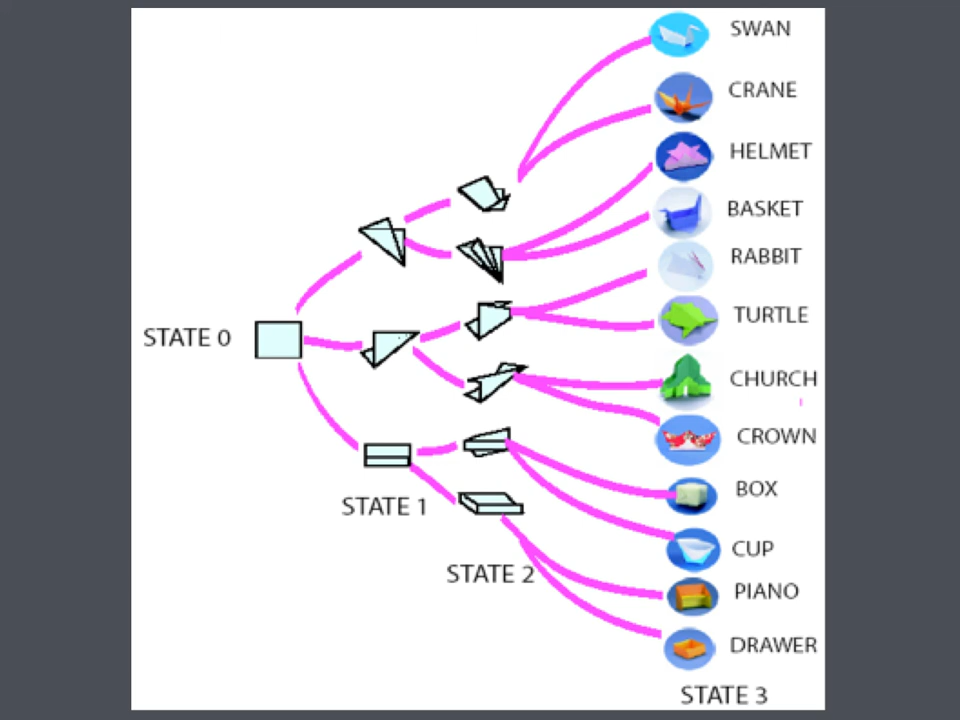 SWAN
CRANE
HELMET
BASKET
RABBIT
TURTLE
STATE 0
CHURCH
CROWN
BOX
STATE 1
CUP
STATE 2
PIANO
DRAWER
STATE 3